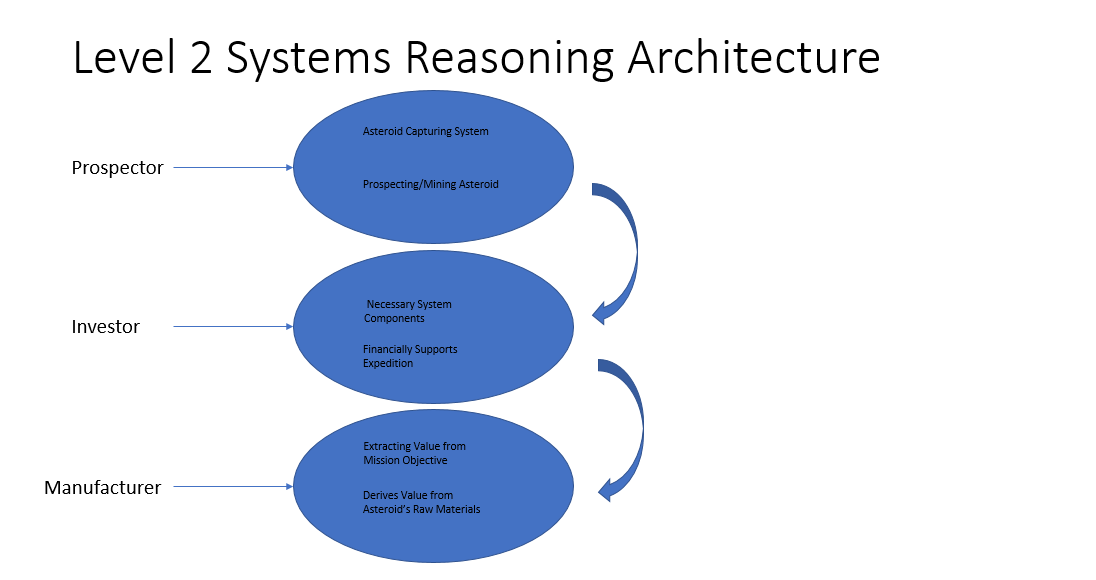 Level 2 Systems Reasoning Architecture
Asteroid Capturing System
Prospector
Prospecting/Mining Asteroid
Necessary System
Components
Investor
Financially Supports
Expedition
Extracting Value from
Mission Objective
Manufacturer
Derives Value from
Asteroid’s Raw Materials